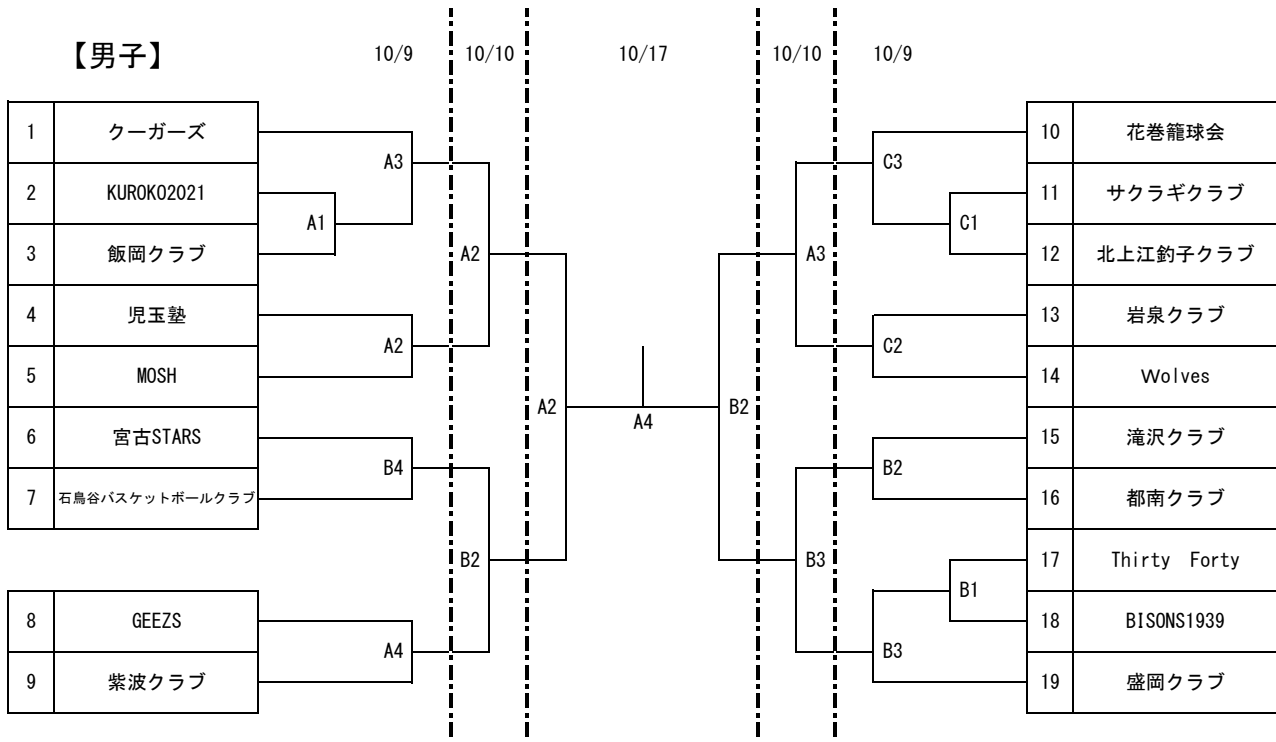 【男子】 10/9 10/10 10/17 10/10 10/9
1 クーガーズ 10 花巻籠球会
A3 C3
2 KUROKO2021 11 サクラギクラブ
A1 C1
3 飯岡クラブ A2 A3 12 北上江釣子クラブ
4 児玉塾 13 岩泉クラブ
A2 C2
5 MOSH 14 Wolves
A2 A4 B2
6 宮古STARS 15 滝沢クラブ
B4 B2
7 石鳥谷バスケットボールクラブ 16 都南クラブ
B2 B3 17 Thirty Forty
B1
8 GEEZS 18 BISONS1939
A4 B3
9 紫波クラブ 19 盛岡クラブ